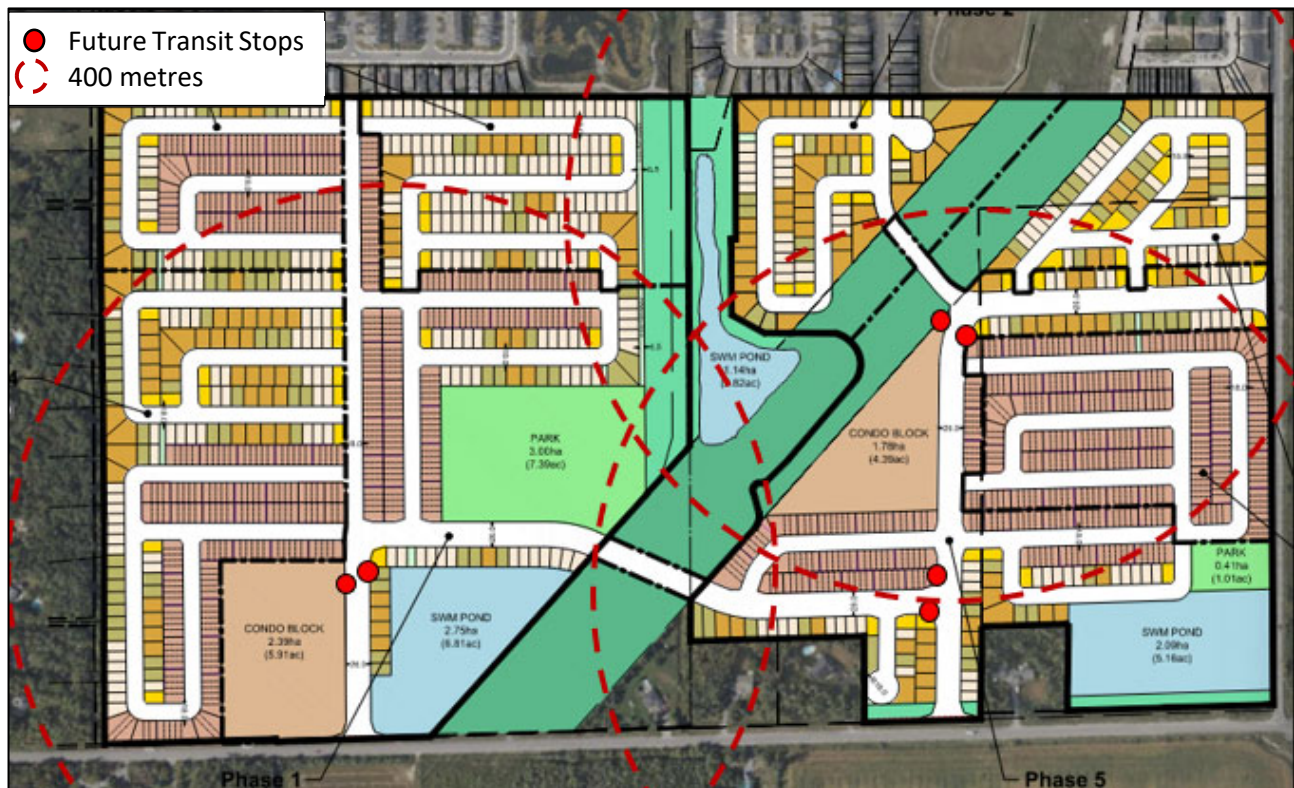 Future Transit Stops
400 metres
Phase 2
SWM POND
1.14ha
PARK
3.00ha
(7.39ac)
CONDO BLOCK
1.78ha
(4.39ac)
CONDO BLOCK
2.39ha
(5.91ac)
SWM POND
2.75ha
(6.81ac)
PARK
0.41ha
(1.01ac)
SWM POND
2.09ha
(5.16ac)
Phase 1
Phase 5